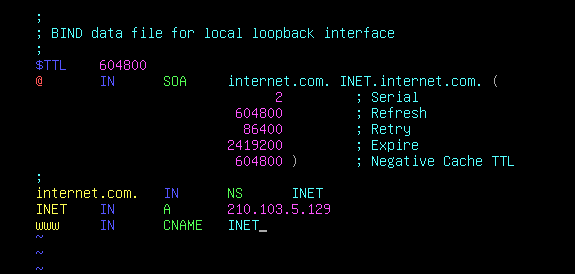 ;
; BIND data file for local loopback interface
;
$TTL 604800
@ IN SOA internet.com. INET.internet.com. (
2 ; Serial
604800 ; Refresh
86400 ; Retry
2419200 ; Expire
604800 ) ; Negative Cache TTL
;
internet.com. IN NS INET
INET IN A 210.103.5.129
www IN CNAME INET_
~
~
~